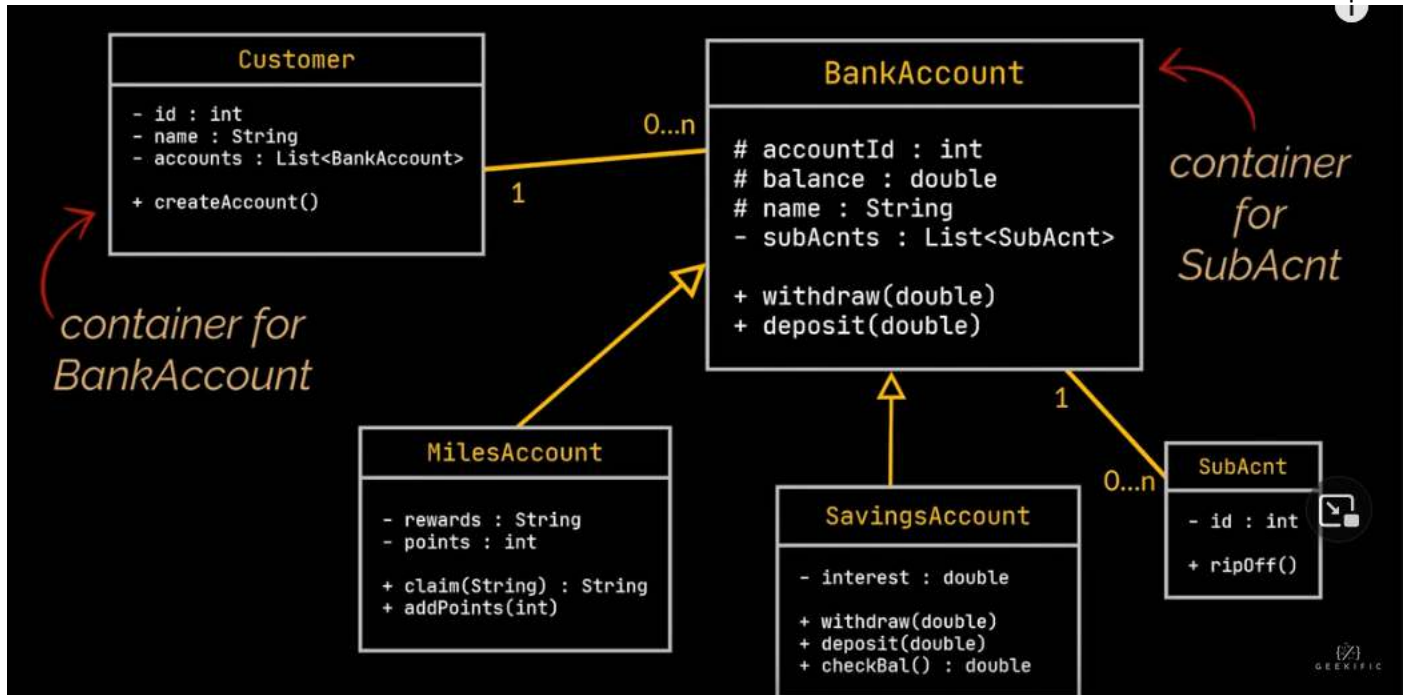 Customer
- id : int
- name : String
- accounts : List<BankAccount>
+ createAccount()
container for
BankAccount
1
0...n
BankAccount
# accountId : int
# balance : double
# name : String
- subAcnts : List<SubAcnt>
+ withdraw(double)
+ deposit(double)
container
for
SubAcnt
MilesAccount
- rewards : String
- points : int
+ claim(String) : String
+ addPoints(int)
SavingsAccount
- interest : double
+ withdraw(double)
+ deposit(double)
+ checkBal() : double
1
0...n
SubAcnt
- id : int
+ ripOff()
GEEKIFIC